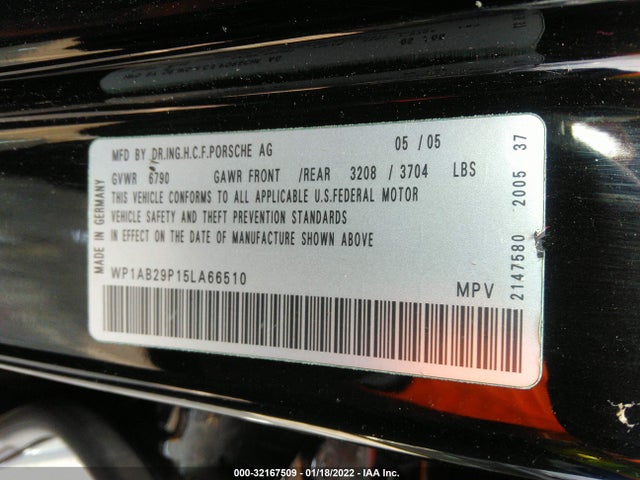 MFD BY DR.ING.H.C.F.PORSCHE AG 05 / 05
GVWR 6790 GAWR FRONT /REAR 3208 / 3704 LBS
THIS VEHICLE CONFORMS TO ALL APPLICABLE U.S.FEDERAL MOTOR
VEHICLE SAFETY AND THEFT PREVENTION STANDARDS
IN EFFECT ON THE DATE OF MANUFACTURE SHOWN ABOVE
WP1AB29P15LA66510
MPV
MADE IN GERMANY
2147580 2005 37
000-32167509 - 01/18/2022 - IAA Inc.